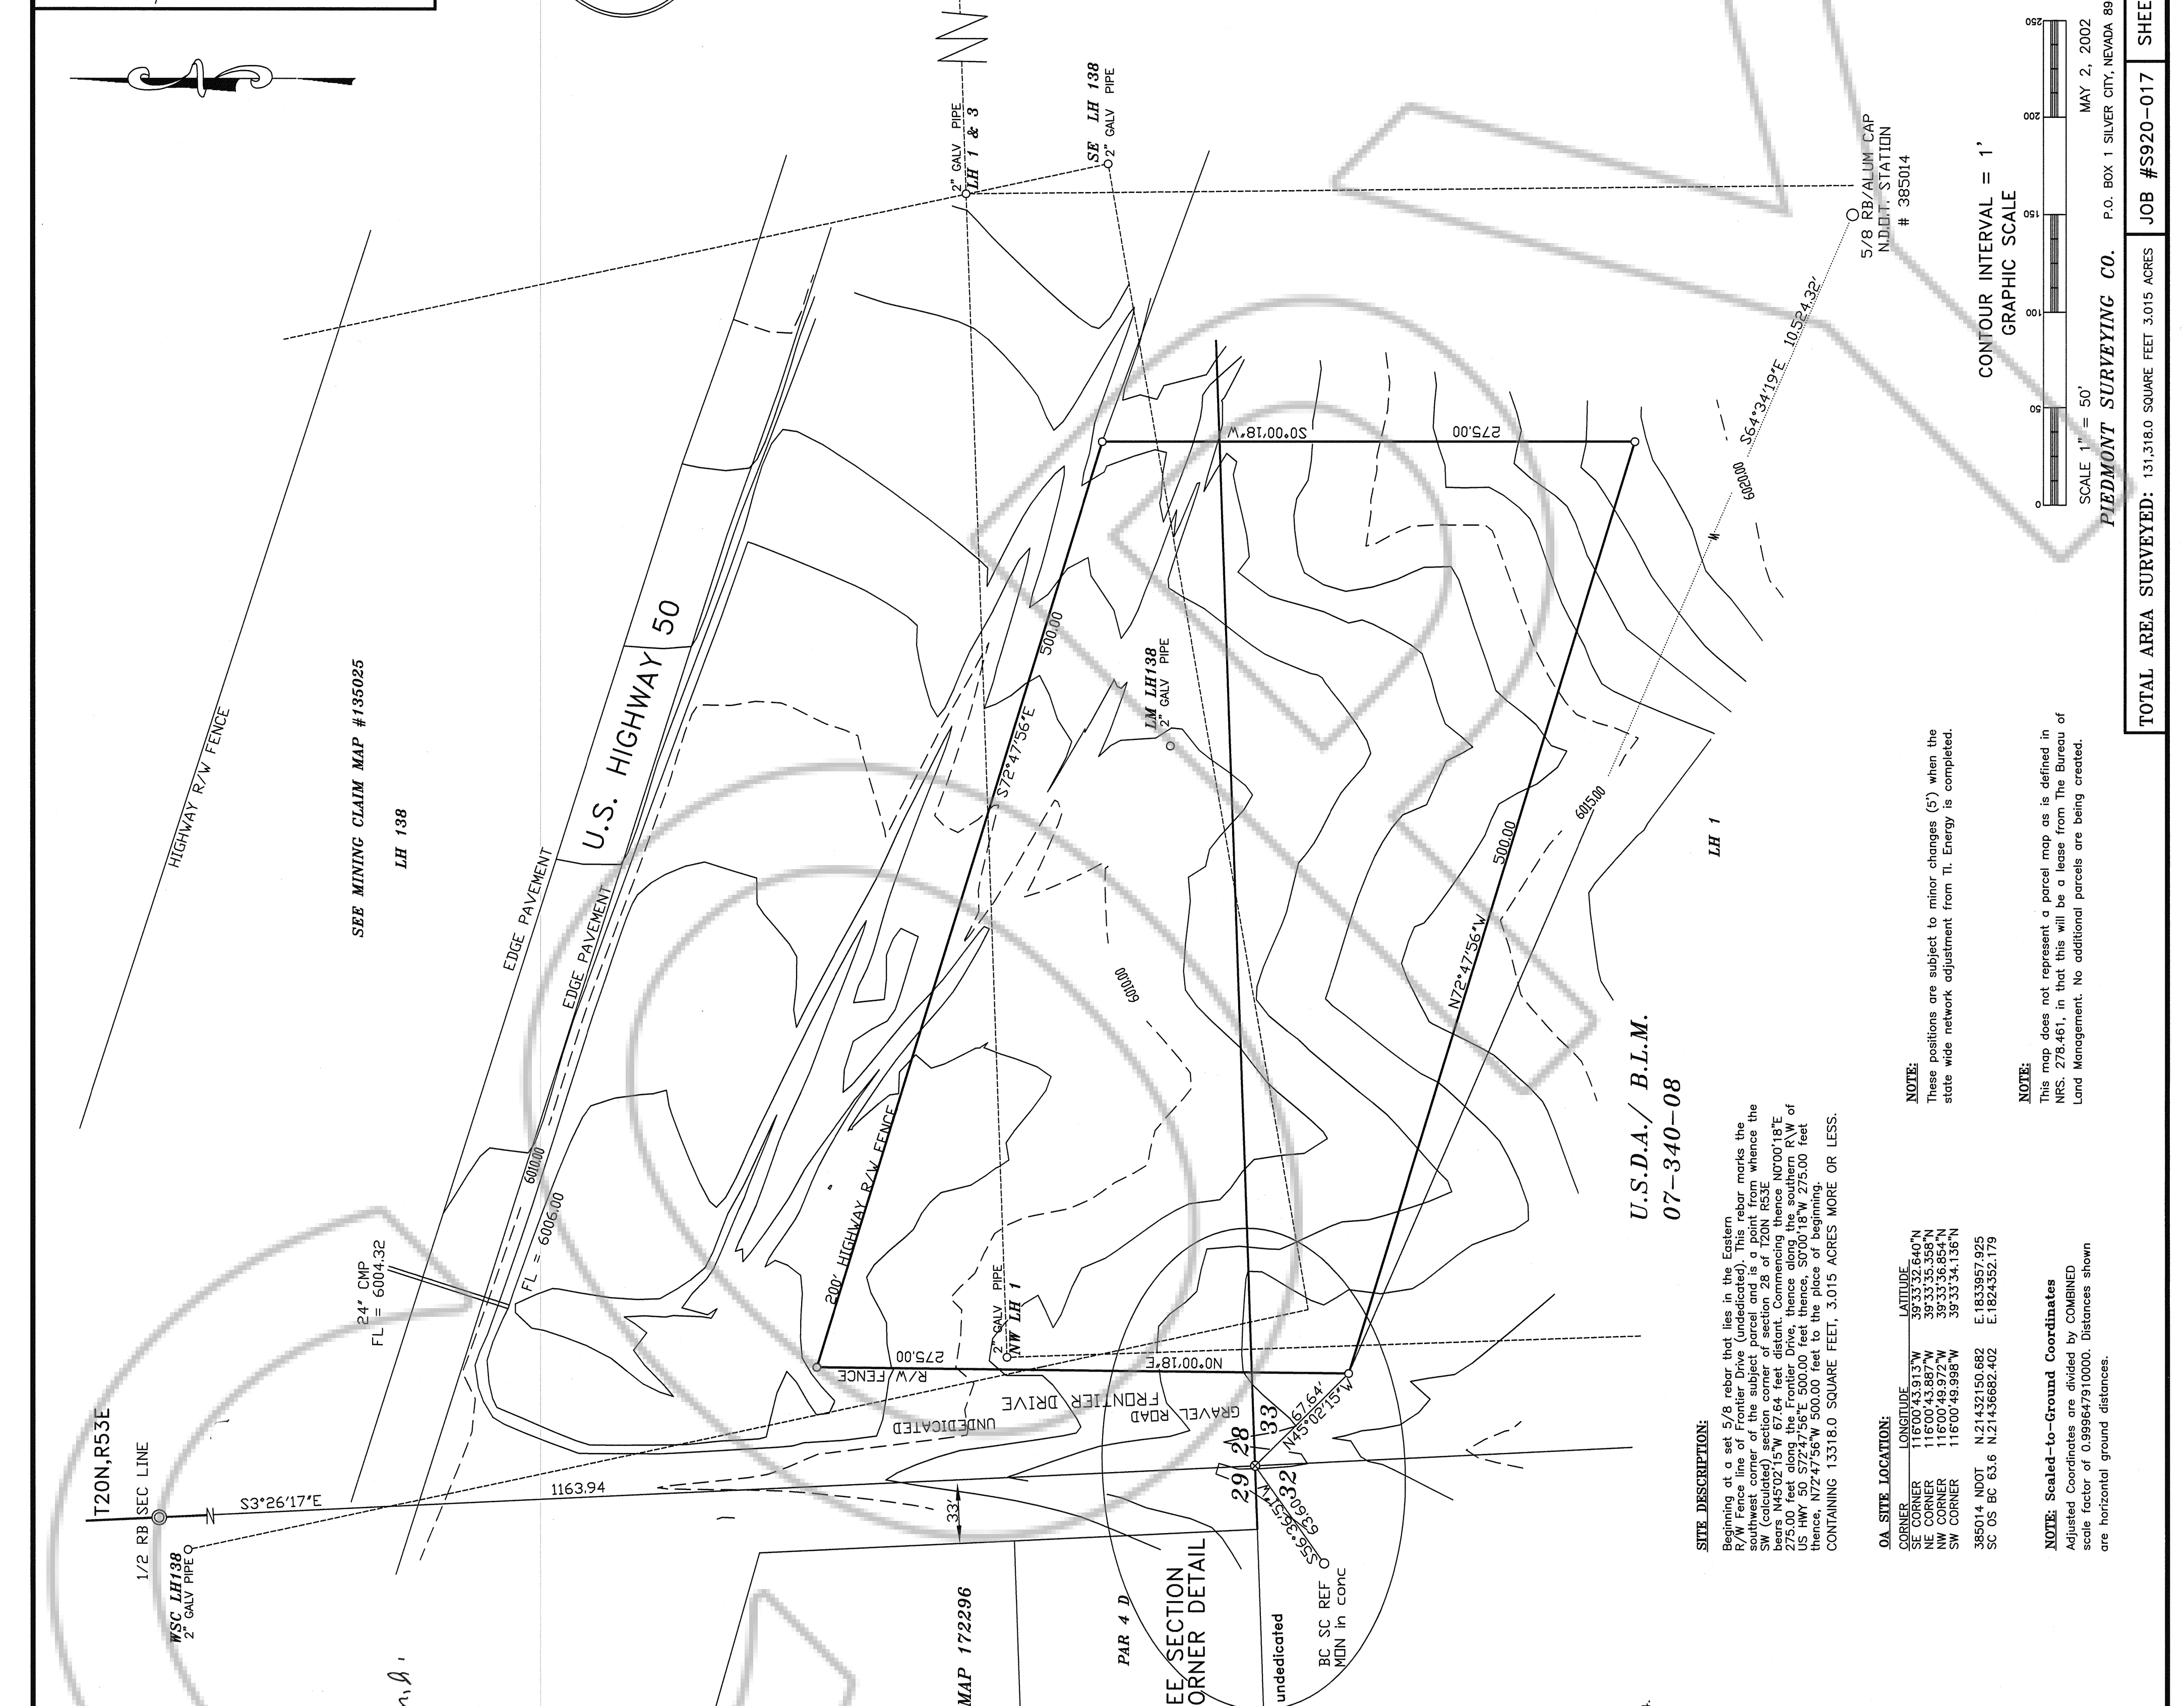 T20N,R53E
1/2 RB SEC LINE
WSC LH138
2" GALV PIPE
S3°26'17"E
1163.94
33'
24" CMP
FL = 6004.32
HIGHWAY R/W FENCE
SEE MINING CLAIM MAP #135025
LH 138
EDGE PAVEMENT
EDGE PAVEMENT
U.S. HIGHWAY 50
6010.00
FL = 6006.00
200' HIGHWAY R/W FENCE
S72°47'56"E
500.00
2" GALV PIPE
LH 1 & 3
SE LH 138
2" GALV PIPE
LM LH138
2" GALV PIPE
S0°00'18"W
275.00
6010.00
2" GALV PIPE
NW LH 1
275.00
N0°00'18"E
R/W FENCE
FRONTIER DRIVE
UNDEDICATED
GRAVEL ROAD
N72°47'56"W
500.00
6015.00
6020.00
S64°34'19"E 10,524.32'
5/8 RB/ALUM CAP
N.D.O.T. STATION
# 385014
LH 1
U.S.D.A./ B.L.M.
07-340-08
29 28
32 33
67.64'
N45°02'15"W
S56°36'51"W
63.60'
BC SC REF
MON in conc
undedicated
MAP 172296
PAR 4 D
EE SECTION
ORNER DETAIL
SITE DESCRIPTION:
Beginning at a set 5/8 rebar that lies in the Eastern
R/W Fence line of Frontier Drive (undedicated). This rebar marks the
southwest corner of the subject parcel and is a point from whence the
SW (calculated) section corner of section 28 of T20N R53E
bears N45°02'15"W 67.64 feet distant. Commencing thence N0°00'18"E
275.00 feet along the Frontier Drive, thence along the southern R\W of
US HWY 50 S72°47'56"E 500.00 feet thence, S0°00'18"W 275.00 feet
thence, N72°47'56"W 500.00 feet to the place of beginning.
CONTAINING 13318.0 SQUARE FEET, 3.015 ACRES MORE OR LESS.
OA SITE LOCATION:
CORNER LONGITUDE LATITUDE
SE CORNER 116°00'43.913"W 39°33'32.640"N
NE CORNER 116°00'43.887"W 39°33'35.358"N
NW CORNER 116°00'49.972"W 39°33'36.854"N
SW CORNER 116°00'49.998"W 39°33'34.136"N
385014 NDOT N.21432150.682 E.1833957.925
SC OS BC 63.6 N.21436682.402 E.1824352.179
NOTE: Scaled-to-Ground Coordinates
Adjusted Coordinates are divided by COMBINED
scale factor of 0.999647910000. Distances shown
are horizontal ground distances.
NOTE:
These positions are subject to minor changes (5') when the
state wide network adjustment from TI. Energy is completed.
NOTE:
This map does not represent a parcel map as is defined in
NRS. 278.461, in that this will be a lease from The Bureau of
Land Management. No additional parcels are being created.
CONTOUR INTERVAL = 1'
GRAPHIC SCALE
0 50 100 150 200 250
SCALE 1" = 50' MAY 2, 2002
PIEDMONT SURVEYING CO. P.O. BOX 1 SILVER CITY, NEVADA 89
TOTAL AREA SURVEYED: 131,318.0 SQUARE FEET 3.015 ACRES JOB #S920-017 SHEE